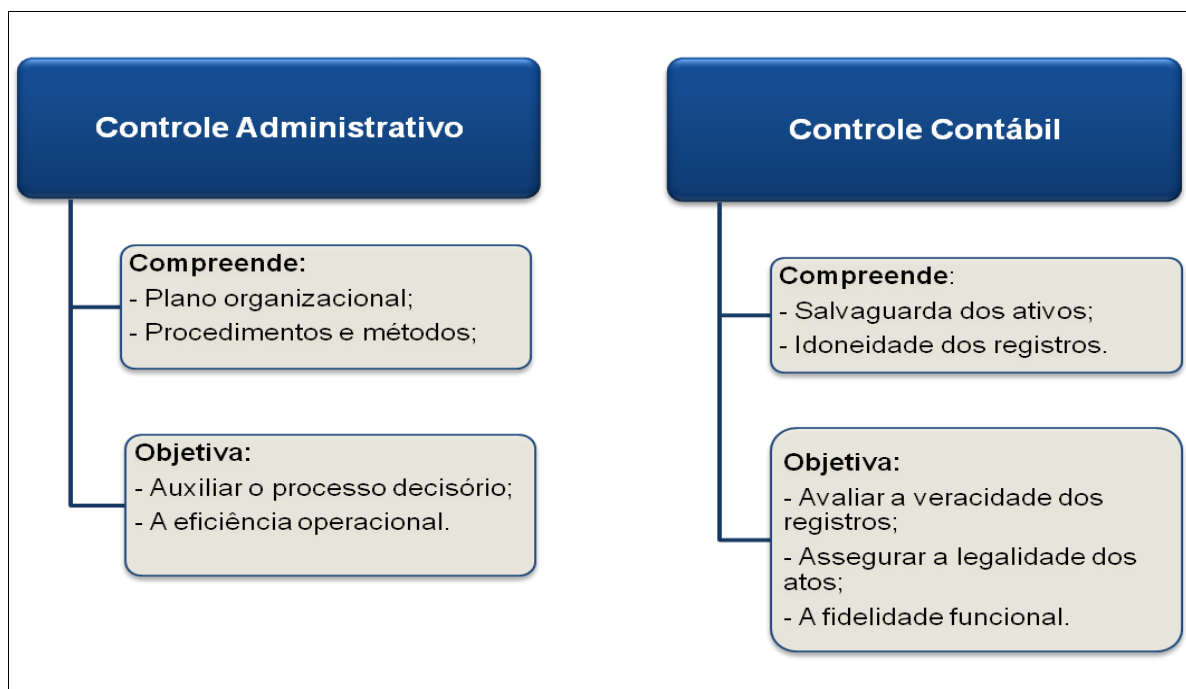 Controle Administrativo
Compreende:
- Plano organizacional;
- Procedimentos e métodos;
Objetiva:
- Auxiliar o processo decisório;
- A eficiência operacional.
Controle Contábil
Compreende:
- Salvaguarda dos ativos;
- Idoneidade dos registros.
Objetiva:
- Avaliar a veracidade dos
registros;
- Assegurar a legalidade dos
atos;
- A fidelidade funcional.